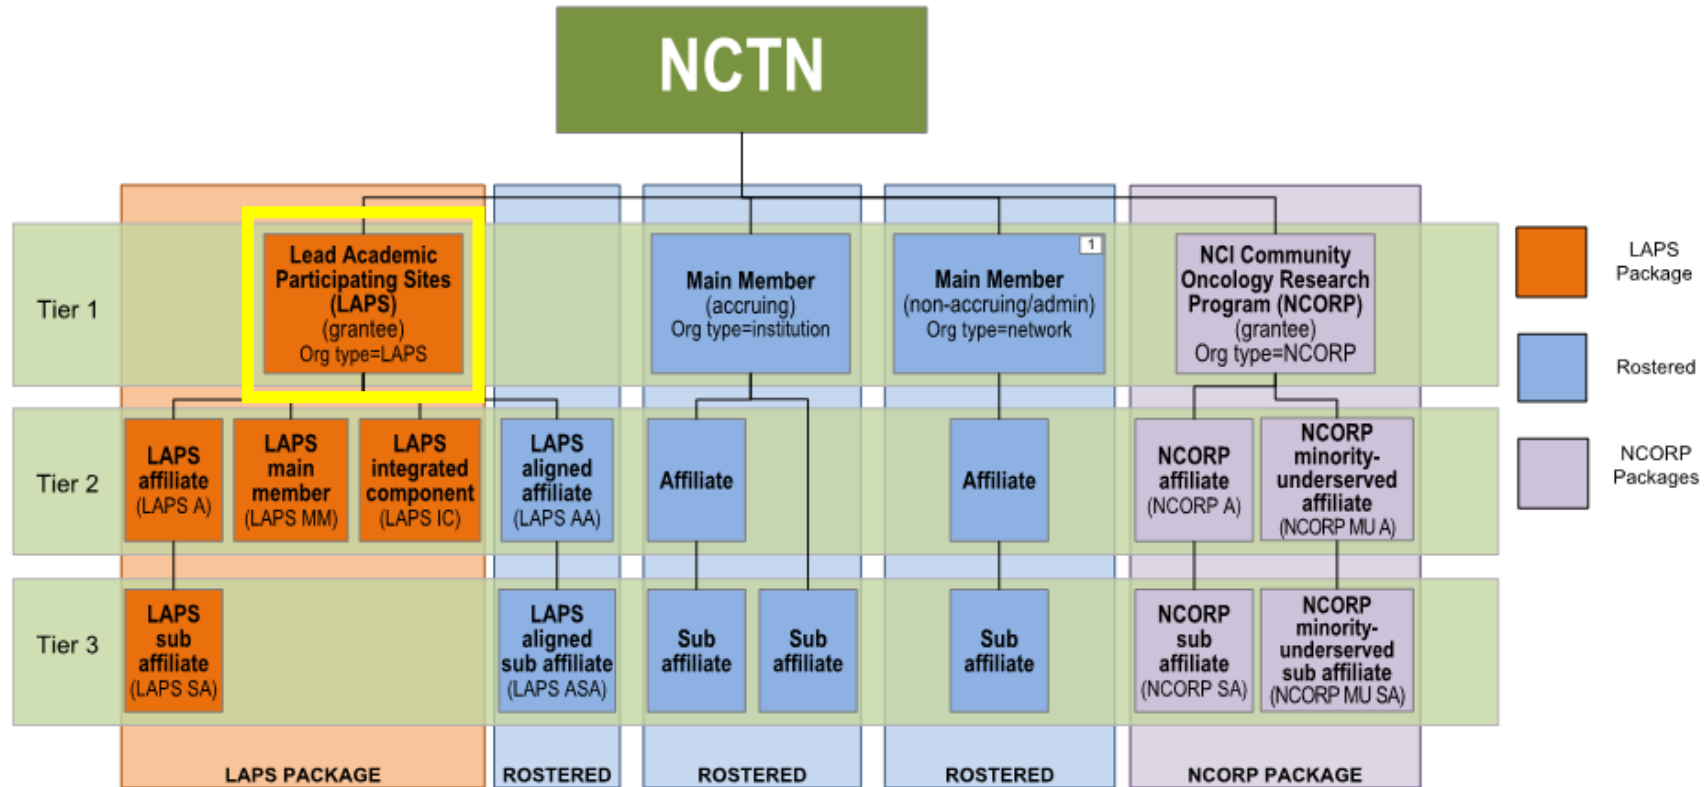 NCTN
Tier 1
Lead Academic
Participating Sites
(LAPS)
(grantee)
Org type=LAPS
Main Member
(accruing)
Org type=institution
1
Main Member
(non-accruing/admin)
Org type=network
NCI Community
Oncology Research
Program (NCORP)
(grantee)
Org type=NCORP
LAPS
Package
Rostered
NCORP
Packages
Tier 2
LAPS
affiliate
(LAPS A)
LAPS
main
member
(LAPS MM)
LAPS
integrated
component
(LAPS IC)
LAPS
aligned
affiliate
(LAPS AA)
Affiliate
Affiliate
NCORP
affiliate
(NCORP A)
NCORP
minority-
underserved
affiliate
(NCORP MU A)
Tier 3
LAPS
sub
affiliate
(LAPS SA)
LAPS
aligned
sub affiliate
(LAPS ASA)
Sub
affiliate
Sub
affiliate
Sub
affiliate
NCORP
sub
affiliate
(NCORP SA)
NCORP
minority-
underserved
sub affiliate
(NCORP MU SA)
LAPS PACKAGE
ROSTERED
ROSTERED
ROSTERED
NCORP PACKAGE